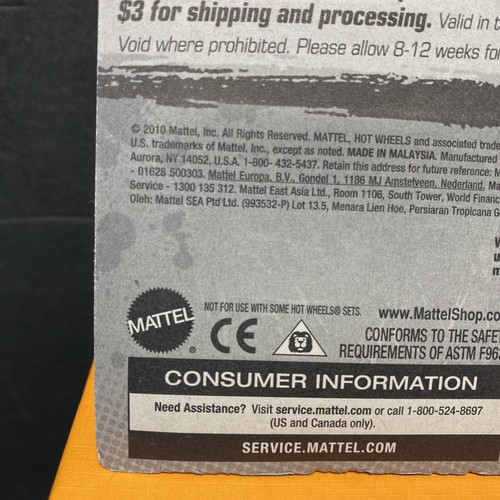 $3 for shipping and processing. Valid in
Void where prohibited. Please allow 8-12 weeks for
© 2010 Mattel, Inc. All Rights Reserved. MATTEL, HOT WHEELS and associated
U.S. trademarks of Mattel, Inc., except as noted. MADE IN MALAYSIA. Manufactured
Aurora, NY 14052, U.S.A. 1-800- 432-5437. Retain this address for future reference:
- 01628 500303. Mattel Europa, B.V., Gondel 1, 1186 MJ Amstelveen, Nederland.
Service - 1300 135 312. Mattel East Asia Ltd., Room 1106, South Tower, World
Oleh: Mattel SEA Ptd Ltd. (993532-P) Lot 13.5, Menara Lien Hoe, Persiaran Tropicana
MATTEL ®
NOT FOR USE WITH SOME HOT WHEELS® SETS.
CE
www.MattelShop.co
CONFORMS TO THE SAFET
REQUIREMENTS OF ASTM F96
CONSUMER INFORMATION
Need Assistance? Visit service.mattel.com or call 1-800-524-8697
(US and Canada only).
SERVICE.MATTEL.COM